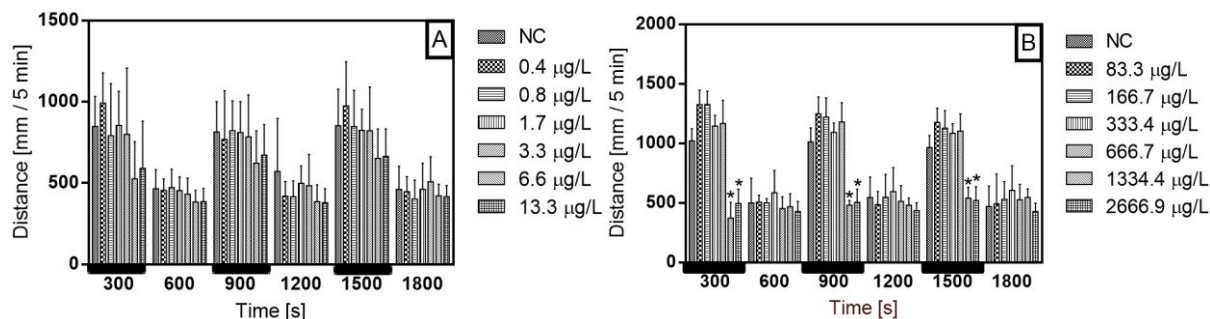 1500
1000
500
0
Distance [mm / 5 min]
A
300 600 900 1200 1500 1800
Time [s]
NC
0.4 µg/L
0.8 µg/L
1.7 µg/L
3.3 µg/L
6.6 µg/L
13.3 µg/L
2000
1500
1000
500
0
Distance [mm / 5 min]
B
* *
* *
* *
300 600 900 1200 1500 1800
Time [s]
NC
83.3 µg/L
166.7 µg/L
333.4 µg/L
666.7 µg/L
1334.4 µg/L
2666.9 µg/L